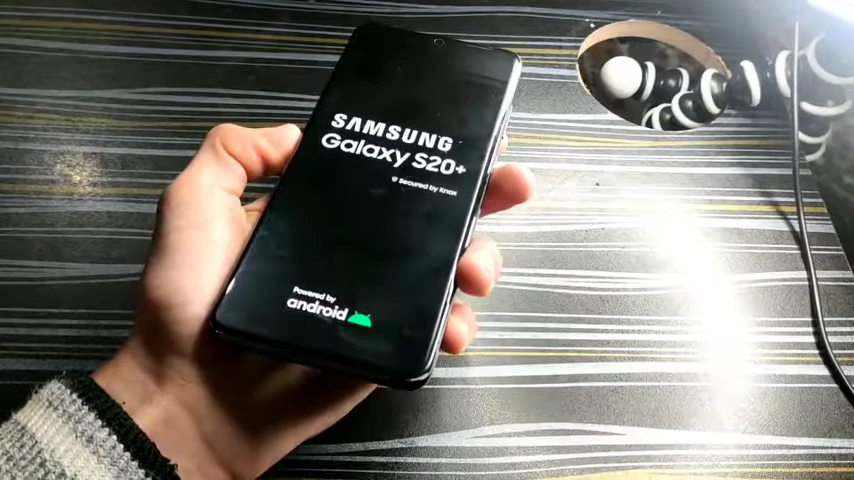 SAMSUNG
Galaxy S20+
Secured by Knox
Powered by
android